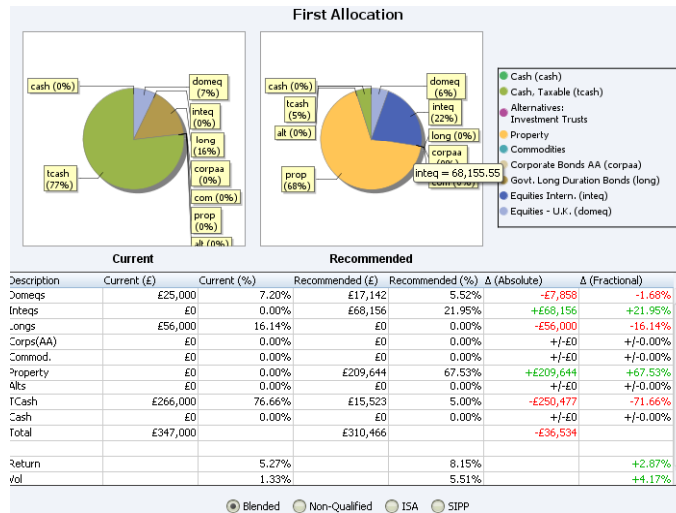 First Allocation
cash (0%)
domeq
(7%)
inteq
(0%)
long
(16%)
corpaa
(0%)
com (0%)
prop
(0%)
alt (0%)
tcash
(77%)
cash (0%)
tcash
(5%)
alt (0%)
prop
(68%)
domeq
(6%)
inteq
(22%)
long (0%)
corpaa
inteq = 68,155.55
Cash (cash)
Cash, Taxable (tcash)
Alternatives:
Investment Trusts
Property
Commodities
Corporate Bonds AA (corpaa)
Govt. Long Duration Bonds (long)
Equities Intern. (inteq)
Equities - U.K. (domeq)
Current Recommended
Description Current (£) Current (%) Recommended (£) Recommended (%) Δ (Absolute) Δ (Fractional)
Domeqs £25,000 7.20% £17,142 5.52% -£7,858 -1.68%
Inteqs £0 0.00% £68,156 21.95% +£68,156 +21.95%
Longs £56,000 16.14% £0 0.00% -£56,000 -16.14%
Corps(AA) £0 0.00% £0 0.00% +/-£0 +/-0.00%
Commod. £0 0.00% £0 0.00% +/-£0 +/-0.00%
Property £0 0.00% £209,644 67.53% +£209,644 +67.53%
Alts £0 0.00% £0 0.00% +/-£0 +/-0.00%
TCash £266,000 76.66% £15,523 5.00% -£250,477 -71.66%
Cash £0 0.00% £0 0.00% +/-£0 +/-0.00%
Total £347,000 £310,466 -£36,534
Return 5.27% 8.15% +2.87%
Vol 1.33% 5.51% +4.17%
Blended Non-Qualified ISA SIPP